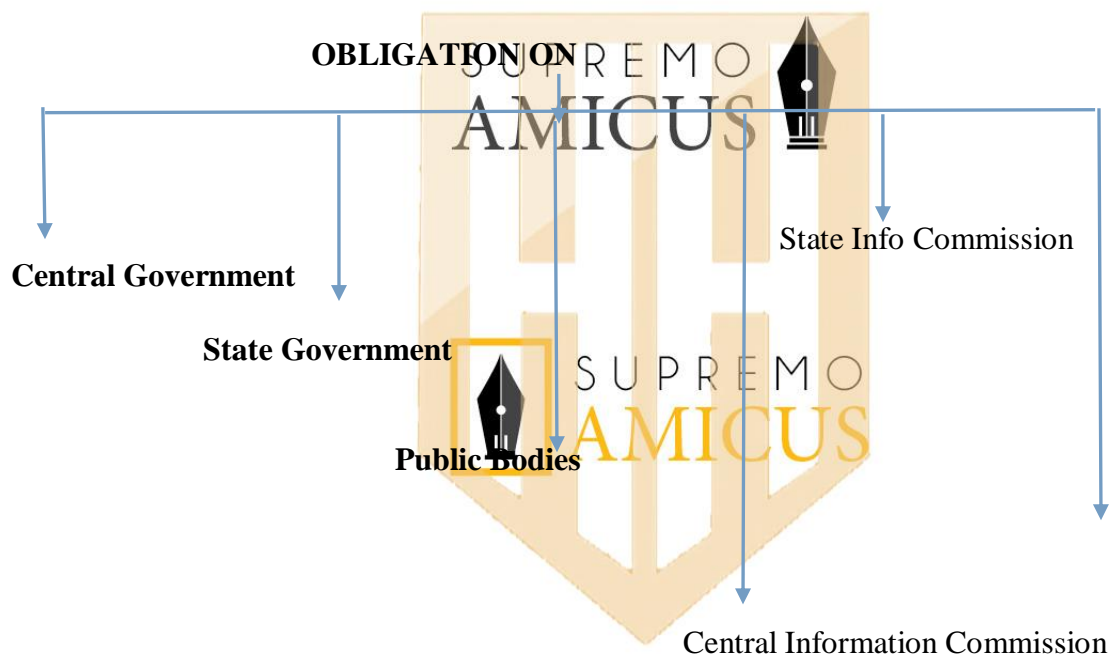 OBLIGATION ON
SUPREMO
AMICUS
State Info Commission
Central Government
State Government
SUPREMO
AMICUS
Public Bodies
Central Information Commission